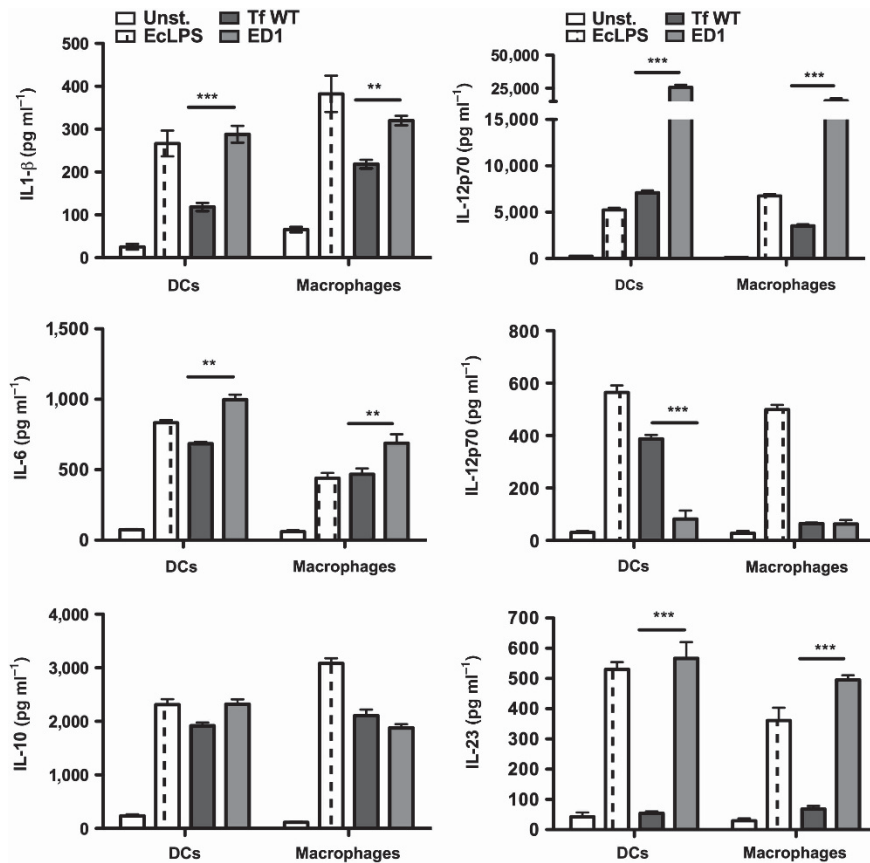 Unst. Tf WT
EcLPS ED1
500
400
300
200
100
0
IL1-β (pg ml⁻¹)
*** **
DCs Macrophages
Unst. Tf WT
EcLPS ED1
50,000
25,000
15,000
10,000
5,000
0
IL-12p70 (pg ml⁻¹)
*** ***
DCs Macrophages
1,500
1,000
500
0
IL-6 (pg ml⁻¹)
** **
DCs Macrophages
800
600
400
200
0
IL-12p70 (pg ml⁻¹)
***
DCs Macrophages
4,000
3,000
2,000
1,000
0
IL-10 (pg ml⁻¹)
DCs Macrophages
700
600
500
400
300
200
100
0
IL-23 (pg ml⁻¹)
*** ***
DCs Macrophages